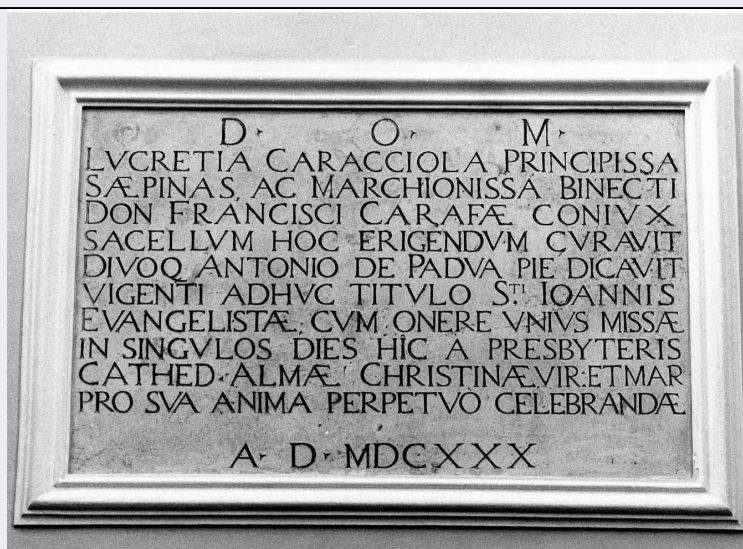 D· O· M·
LVCRETIA CARACCIOLA PRINCIPISSA
SÆPINAS, AC MARCHIONISSA BINECTI
DON FRANCISCI CARAFÆ CONIVX
SACELLVM HOC ERIGENDVM CVRAVIT
DIVOQ ANTONIO DE PADVA PIE DICAVIT
VIGENTI ADHVC TITVLO S.TI IOANNIS
EVANGELISTÆ CVM ONERE VNIVS MISSÆ
IN SINGVLOS DIES HÎC A PRESBYTERIS
CATHED·ALMÆ CHRISTINÆ VIR:ET MAR
PRO SVA ANIMA PERPETVÒ CELEBRANDÆ
A· D· MDCXXX